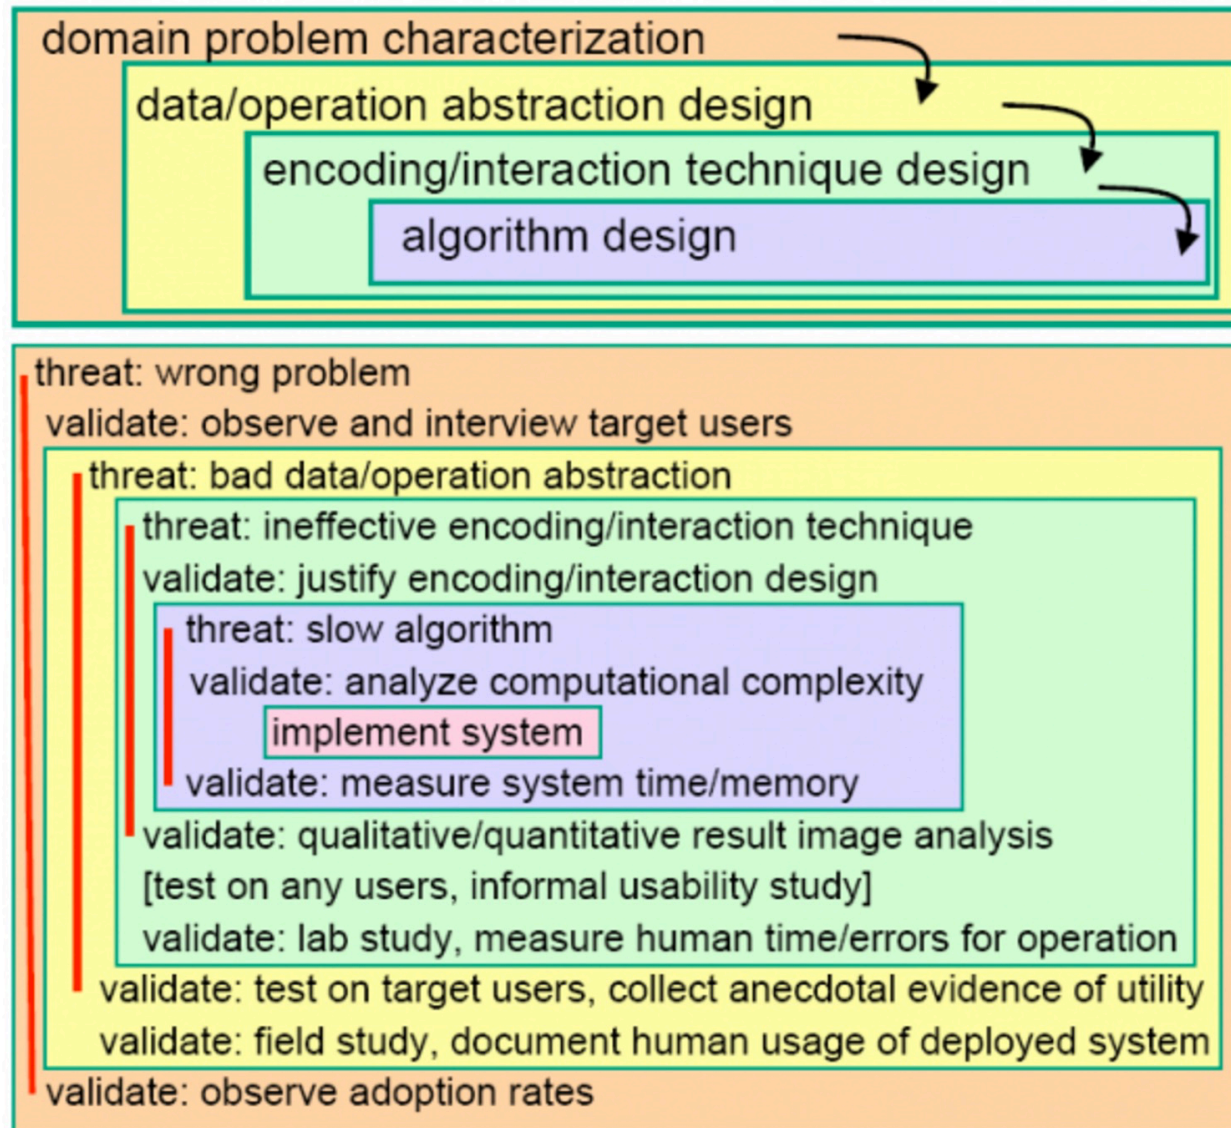 domain problem characterization
data/operation abstraction design
encoding/interaction technique design
algorithm design
threat: wrong problem
validate: observe and interview target users
threat: bad data/operation abstraction
threat: ineffective encoding/interaction technique
validate: justify encoding/interaction design
threat: slow algorithm
validate: analyze computational complexity
implement system
validate: measure system time/memory
validate: qualitative/quantitative result image analysis
[test on any users, informal usability study]
validate: lab study, measure human time/errors for operation
validate: test on target users, collect anecdotal evidence of utility
validate: field study, document human usage of deployed system
validate: observe adoption rates